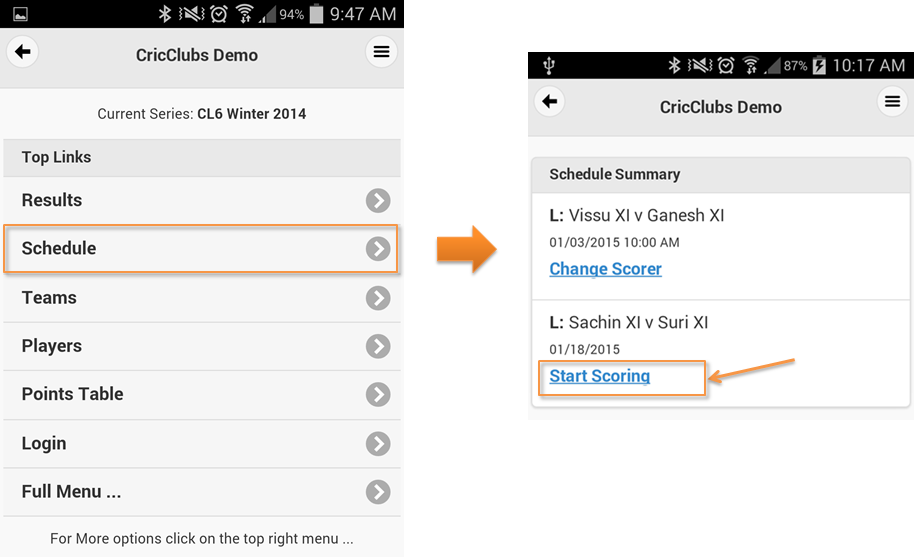 94% 9:47 AM
CricClubs Demo
Current Series: CL6 Winter 2014
Top Links
Results
Schedule
Teams
Players
Points Table
Login
Full Menu ...
For More options click on the top right menu ...
87% 10:17 AM
CricClubs Demo
Schedule Summary
L: Vissu XI v Ganesh XI
01/03/2015 10:00 AM
Change Scorer
L: Sachin XI v Suri XI
01/18/2015
Start Scoring